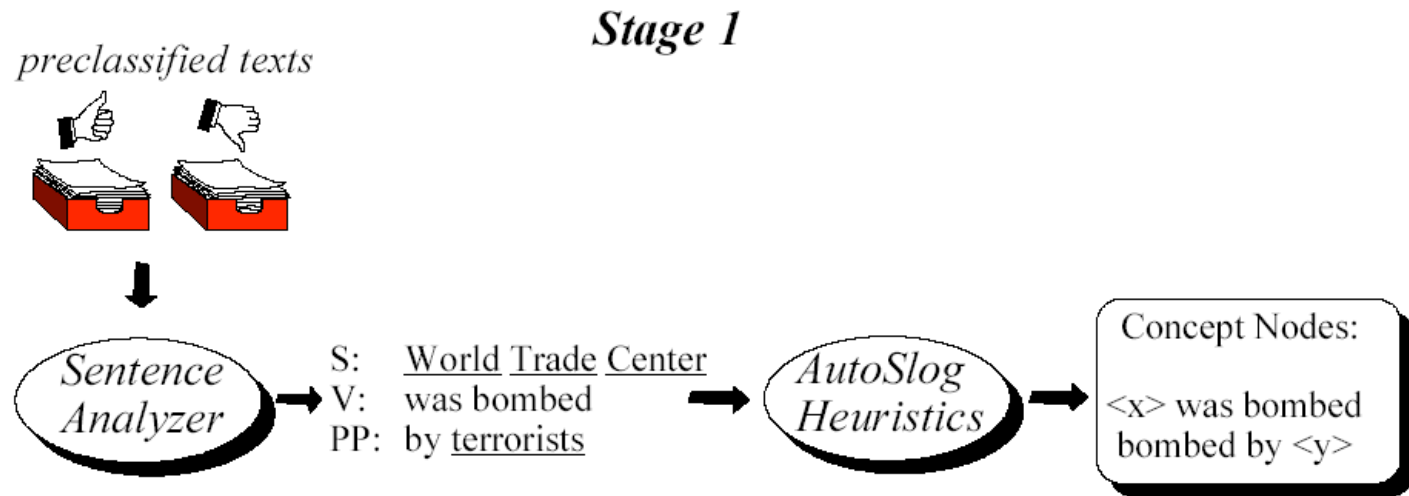 Stage 1
preclassified texts
Sentence
Analyzer
S: World Trade Center
V: was bombed
PP: by terrorists
AutoSlog
Heuristics
Concept Nodes:
<x> was bombed
bombed by <y>